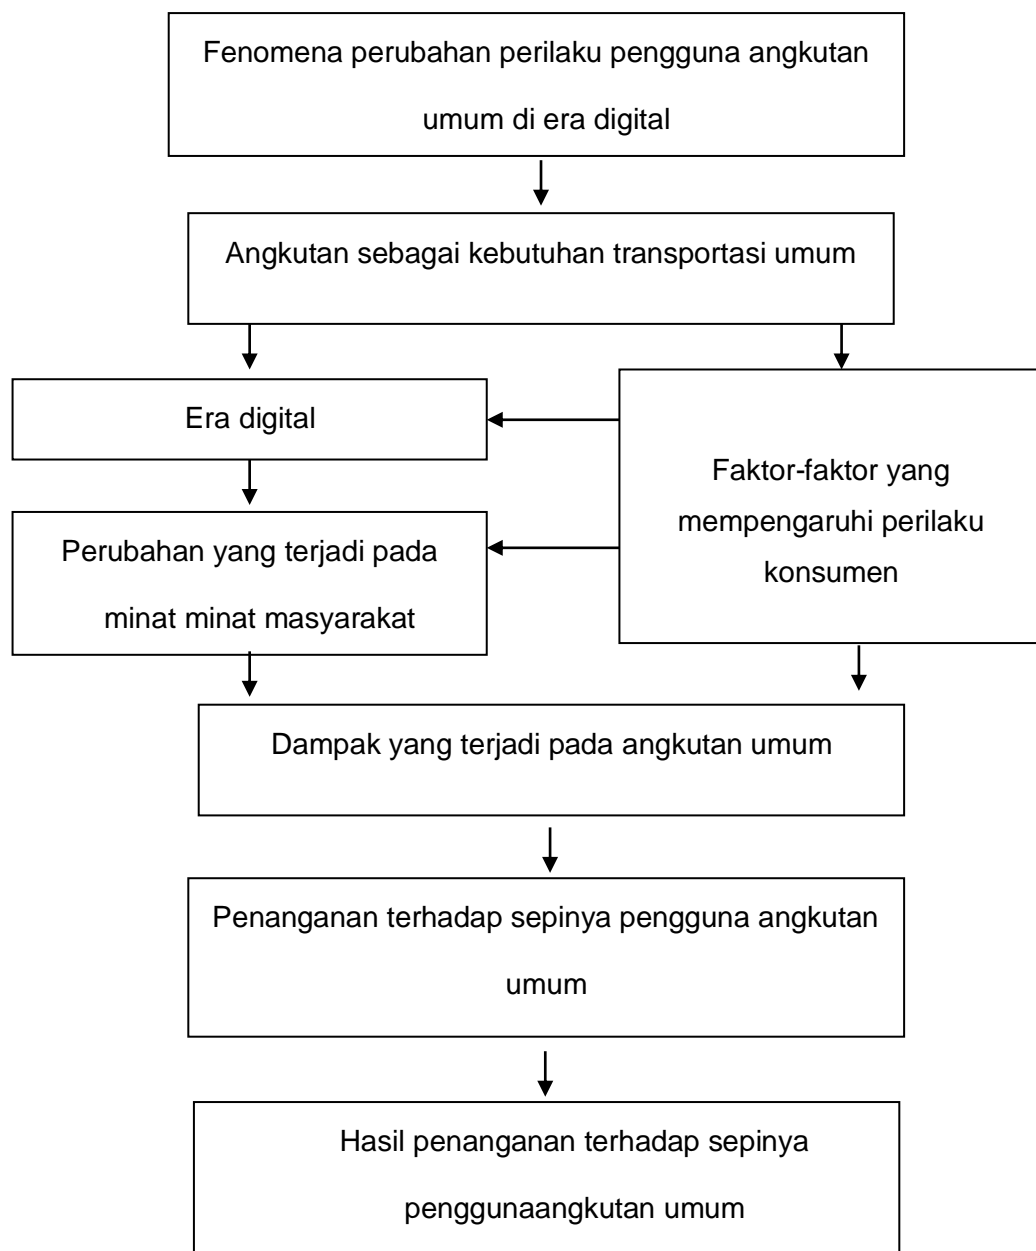 Fenomena perubahan perilaku pengguna angkutan
umum di era digital
Angkutan sebagai kebutuhan transportasi umum
Era digital
Faktor-faktor yang
mempengaruhi perilaku
konsumen
Perubahan yang terjadi pada
minat minat masyarakat
Dampak yang terjadi pada angkutan umum
Penanganan terhadap sepinya pengguna angkutan
umum
Hasil penanganan terhadap sepinya
penggunaangkutan umum